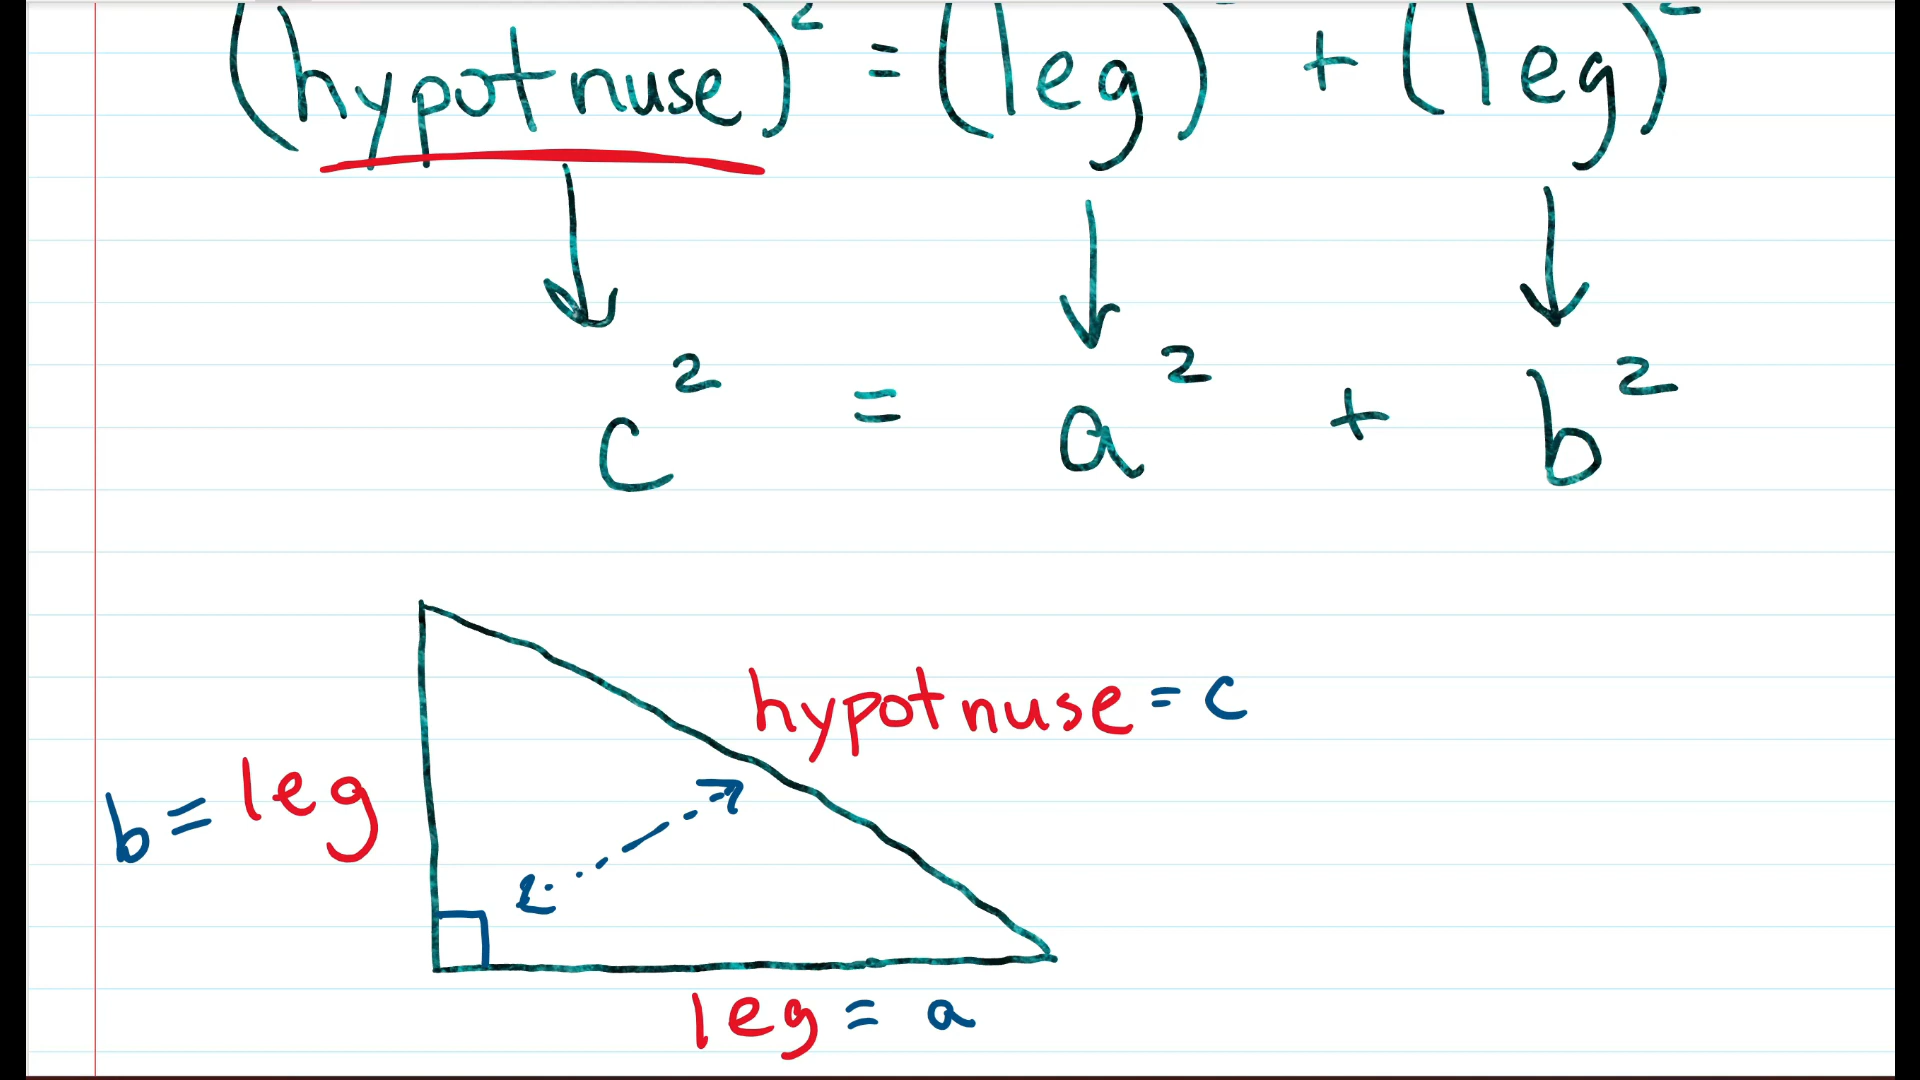 (hypotnuse)² = (leg)² + (leg)²
c² = a² + b²
hypotnuse = c
b = leg
leg = a